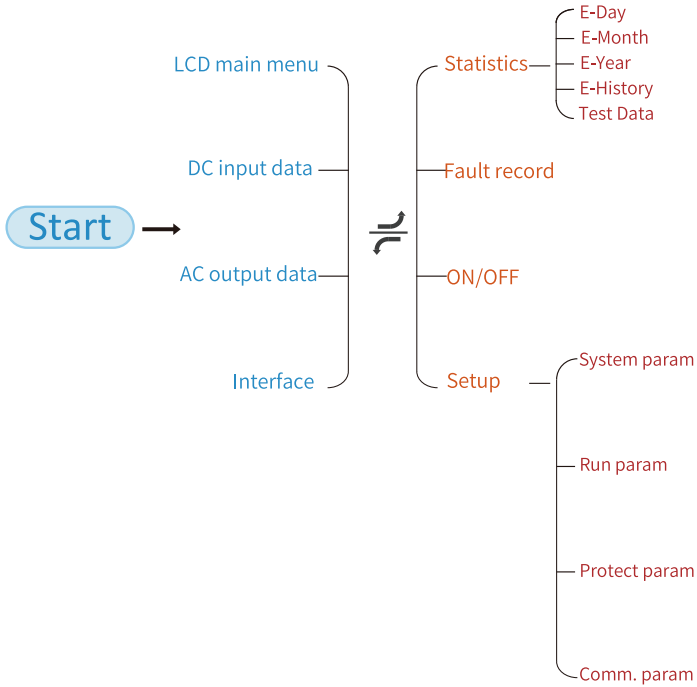 Start
LCD main menu
DC input data
AC output data
Interface
Statistics
Fault record
ON/OFF
Setup
E-Day
E-Month
E-Year
E-History
Test Data
System param
Run param
Protect param
Comm. param